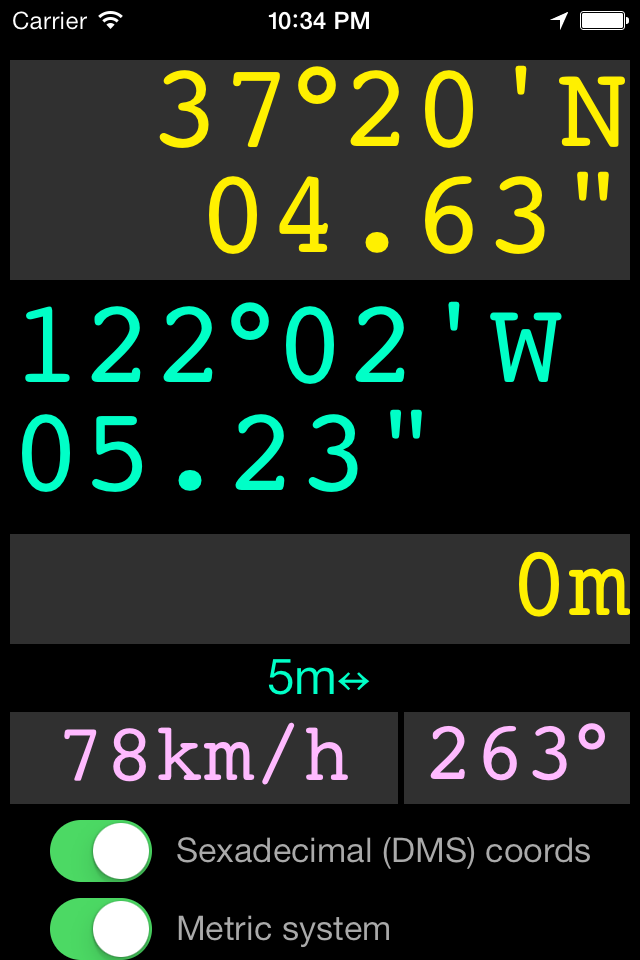 Carrier 10:34 PM
37°20'N
04.63"
122°02'W
05.23"
0m
5m↔
78km/h 263°
Sexadecimal (DMS) coords
Metric system